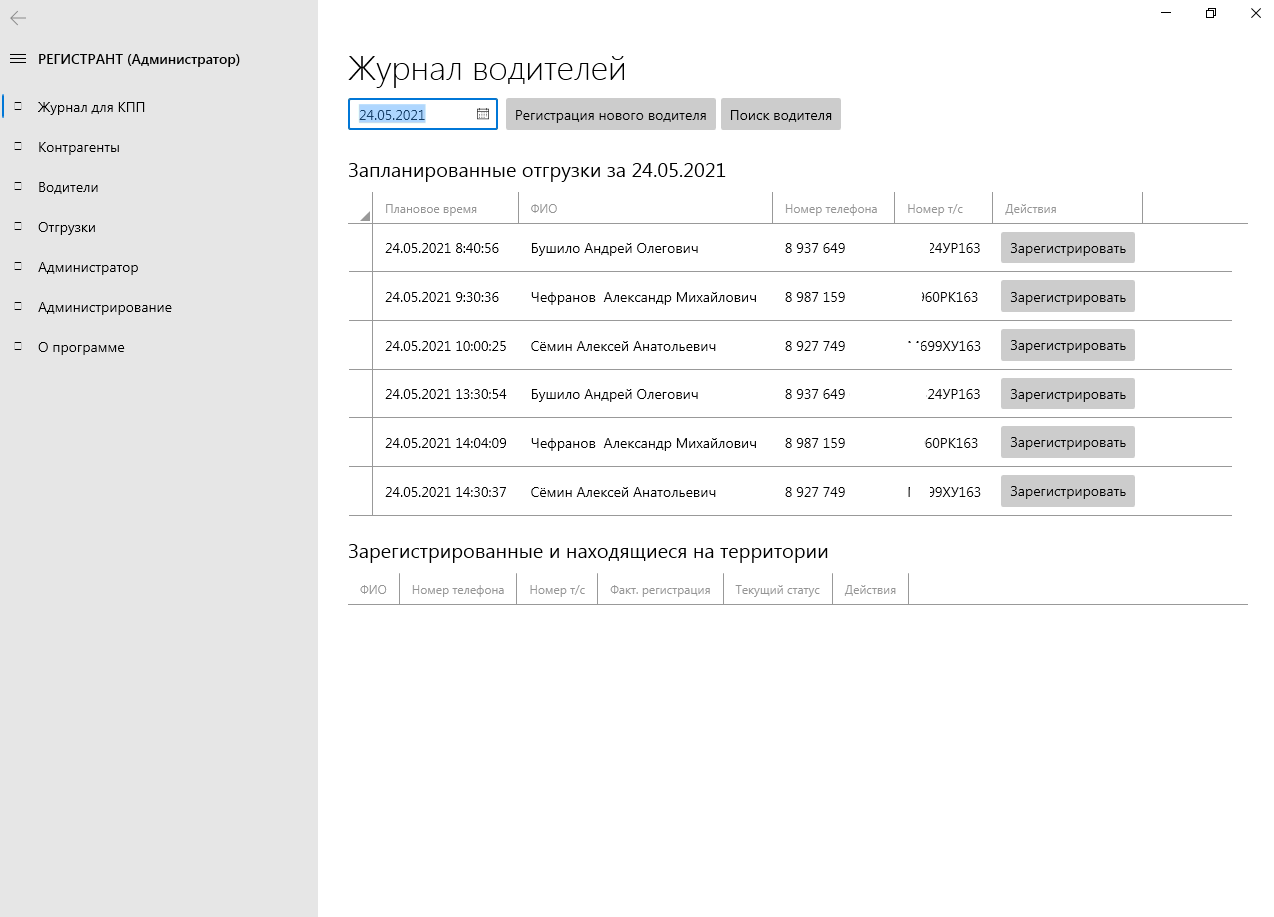 РЕГИСТРАНТ (Администратор)
Журнал для КПП
Контрагенты
Водители
Отгрузки
Администратор
Администрирование
О программе
Журнал водителей
24.05.2021 Регистрация нового водителя Поиск водителя
Запланированные отгрузки за 24.05.2021
Плановое время ФИО Номер телефона Номер т/с Действия
24.05.2021 8:40:56 Бушило Андрей Олегович 8 937 649 24УР163 Зарегистрировать
24.05.2021 9:30:36 Чефранов Александр Михайлович 8 987 159 60РК163 Зарегистрировать
24.05.2021 10:00:25 Сёмин Алексей Анатольевич 8 927 749 699ХУ163 Зарегистрировать
24.05.2021 13:30:54 Бушило Андрей Олегович 8 937 649 24УР163 Зарегистрировать
24.05.2021 14:04:09 Чефранов Александр Михайлович 8 987 159 60РК163 Зарегистрировать
24.05.2021 14:30:37 Сёмин Алексей Анатольевич 8 927 749 99ХУ163 Зарегистрировать
Зарегистрированные и находящиеся на территории
ФИО Номер телефона Номер т/с Факт. регистрация Текущий статус Действия